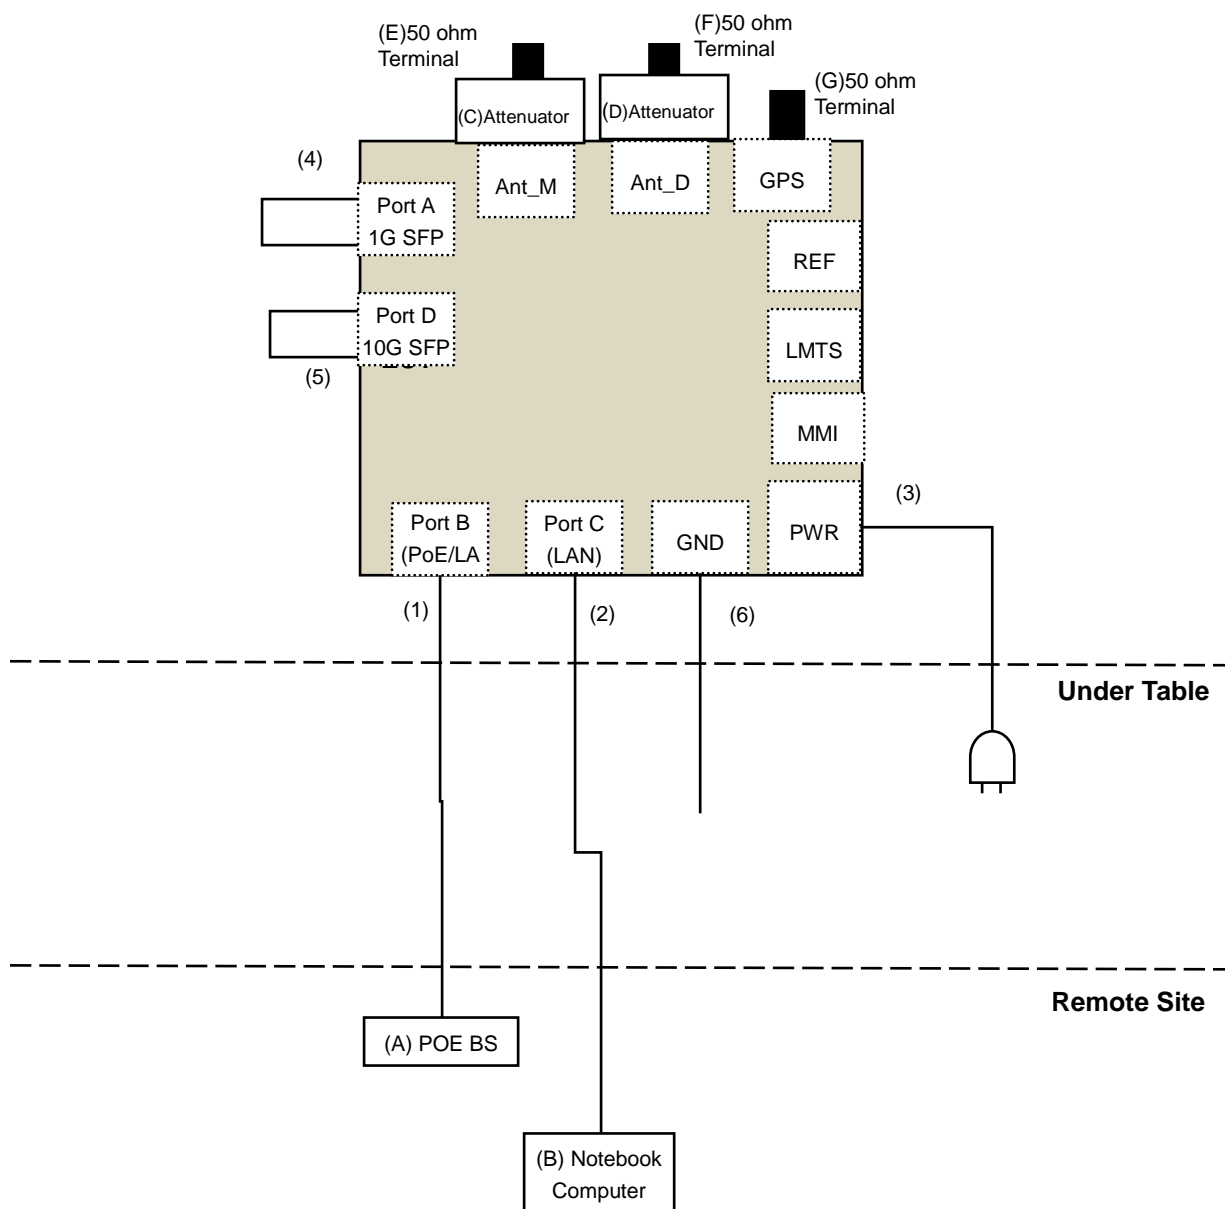 (E)50 ohm
Terminal
(F)50 ohm
Terminal
(G)50 ohm
Terminal
(C)Attenuator
(D)Attenuator
(4)
Ant_M
Ant_D
GPS
Port A
1G SFP
REF
Port D
10G SFP
LMTS
(5)
MMI
(3)
Port B
(PoE/LA
Port C
(LAN)
GND
PWR
(1)
(2)
(6)
Under Table
Remote Site
(A) POE BS
(B) Notebook
Computer